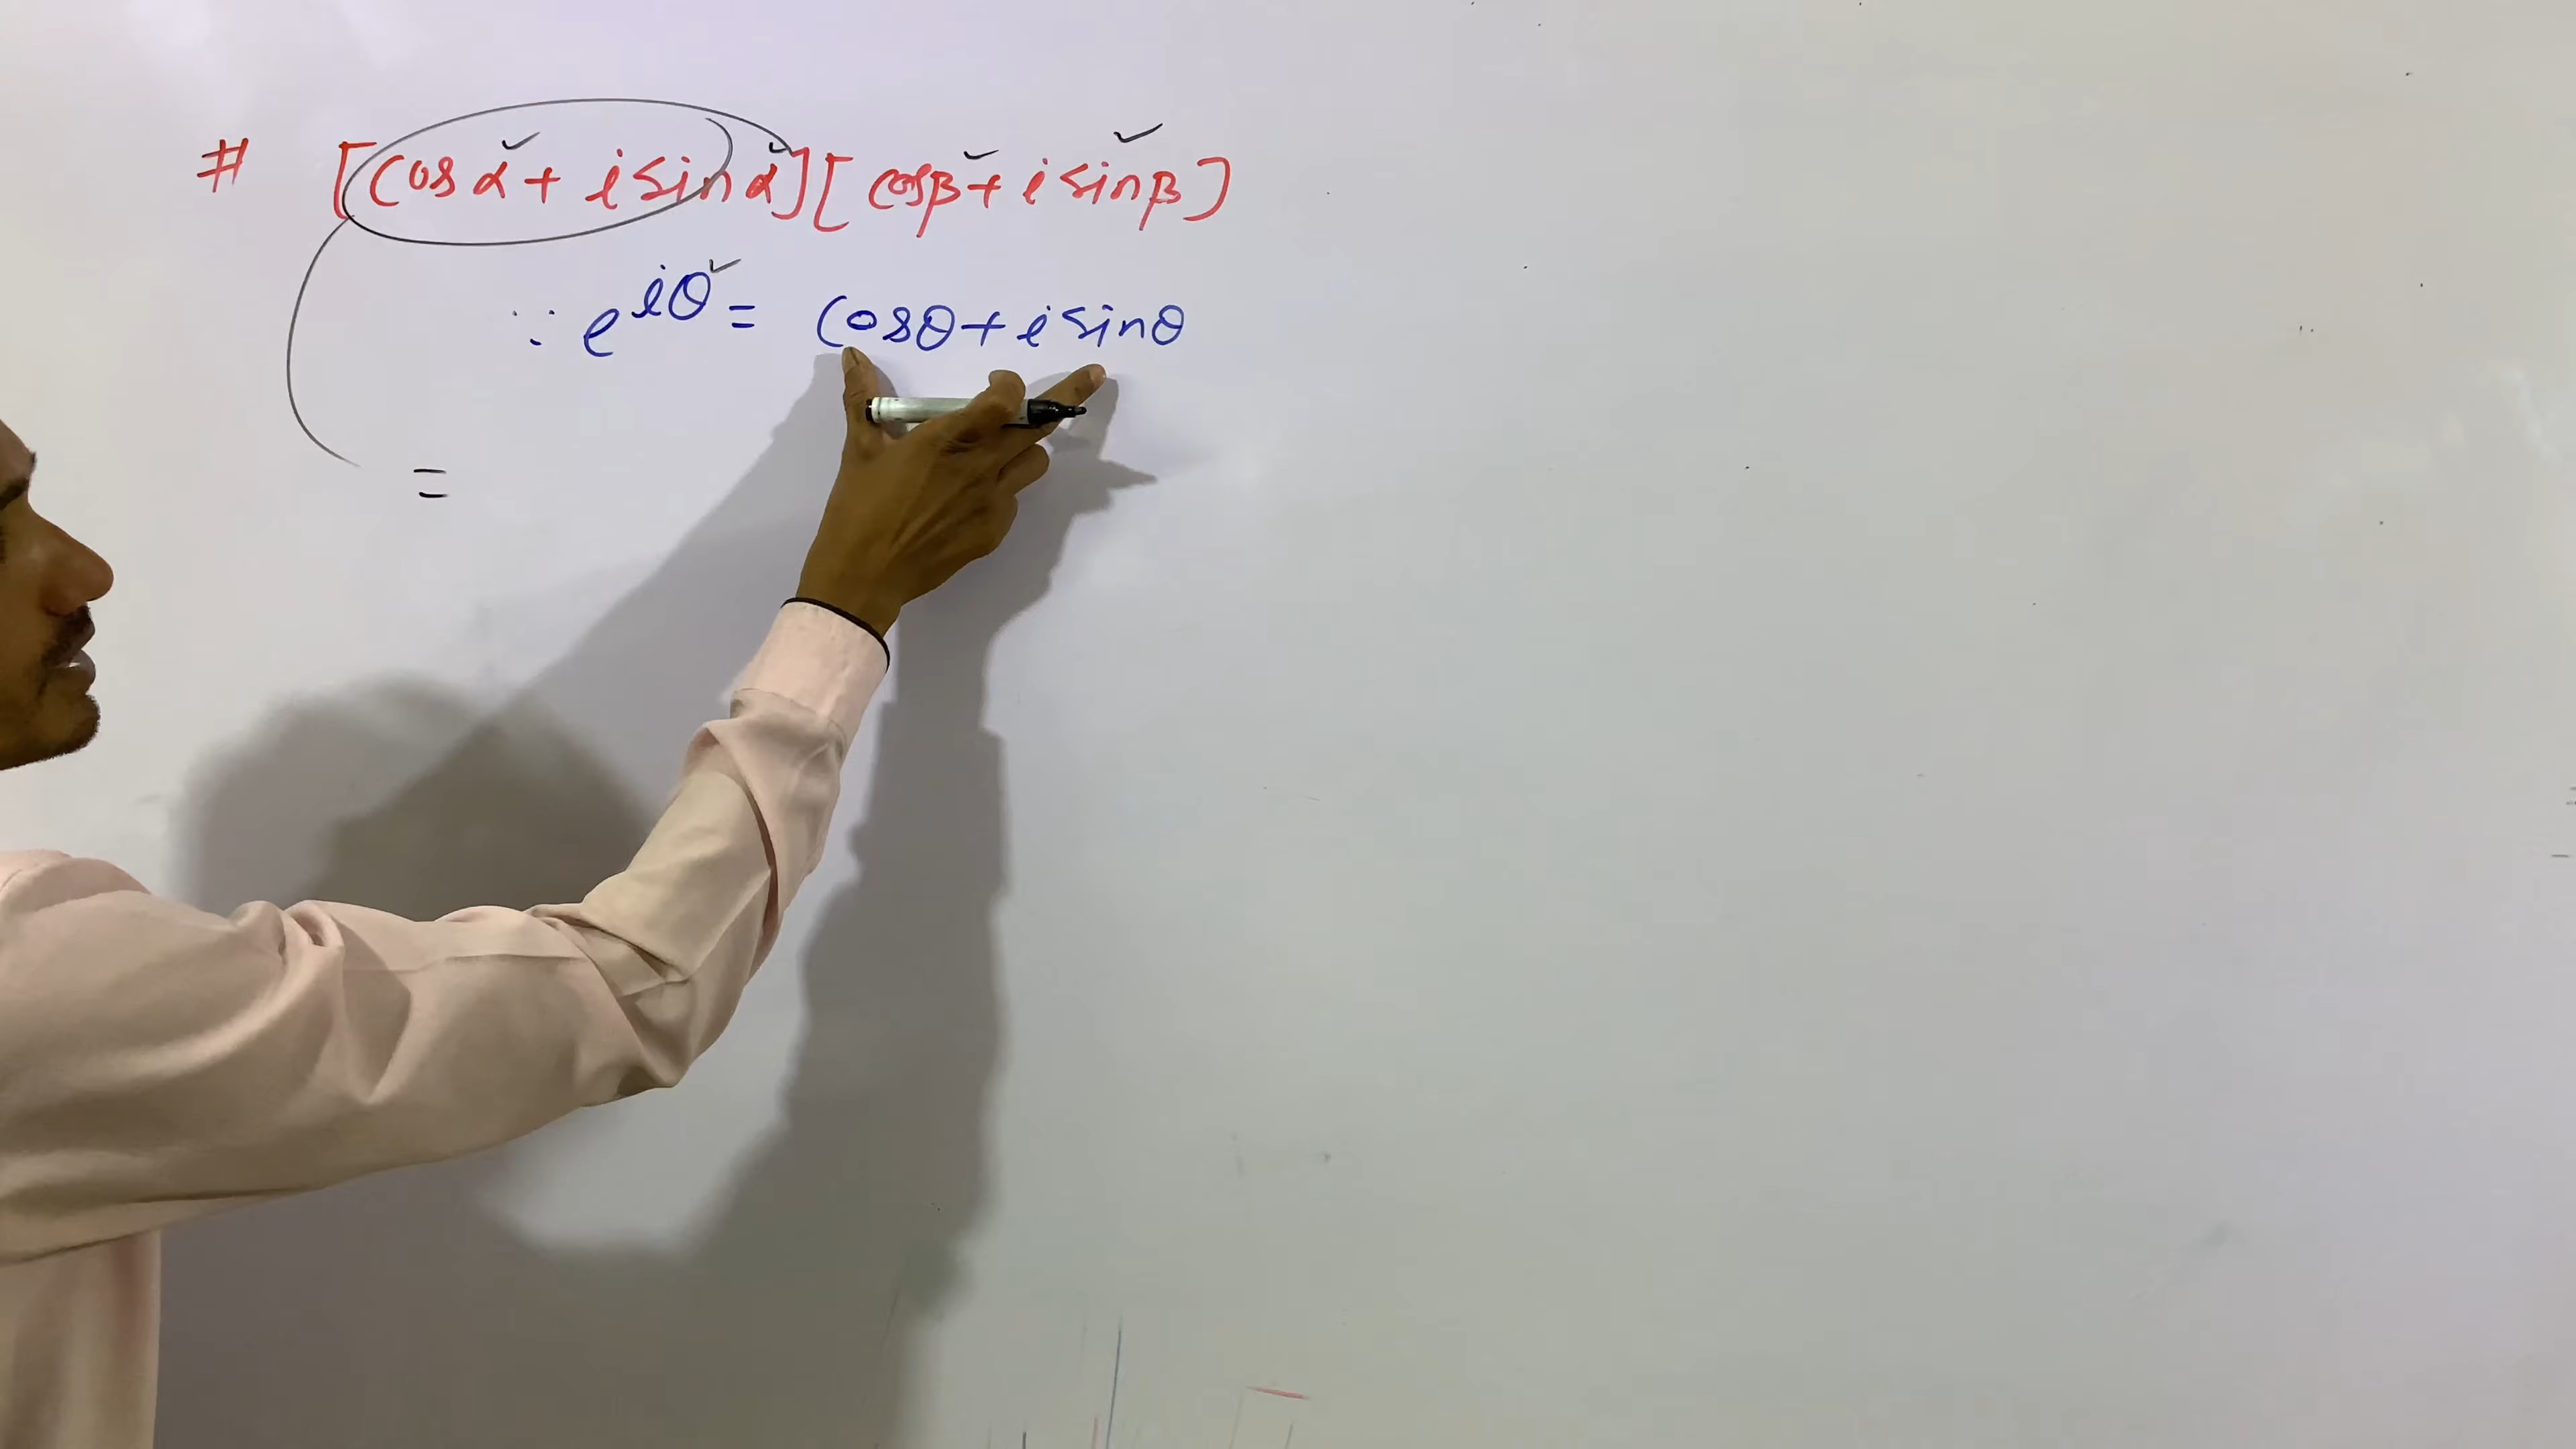 # [cos α + i sin α] [cos β + i sin β]
∵ e^{iθ} = cos θ + i sin θ
=